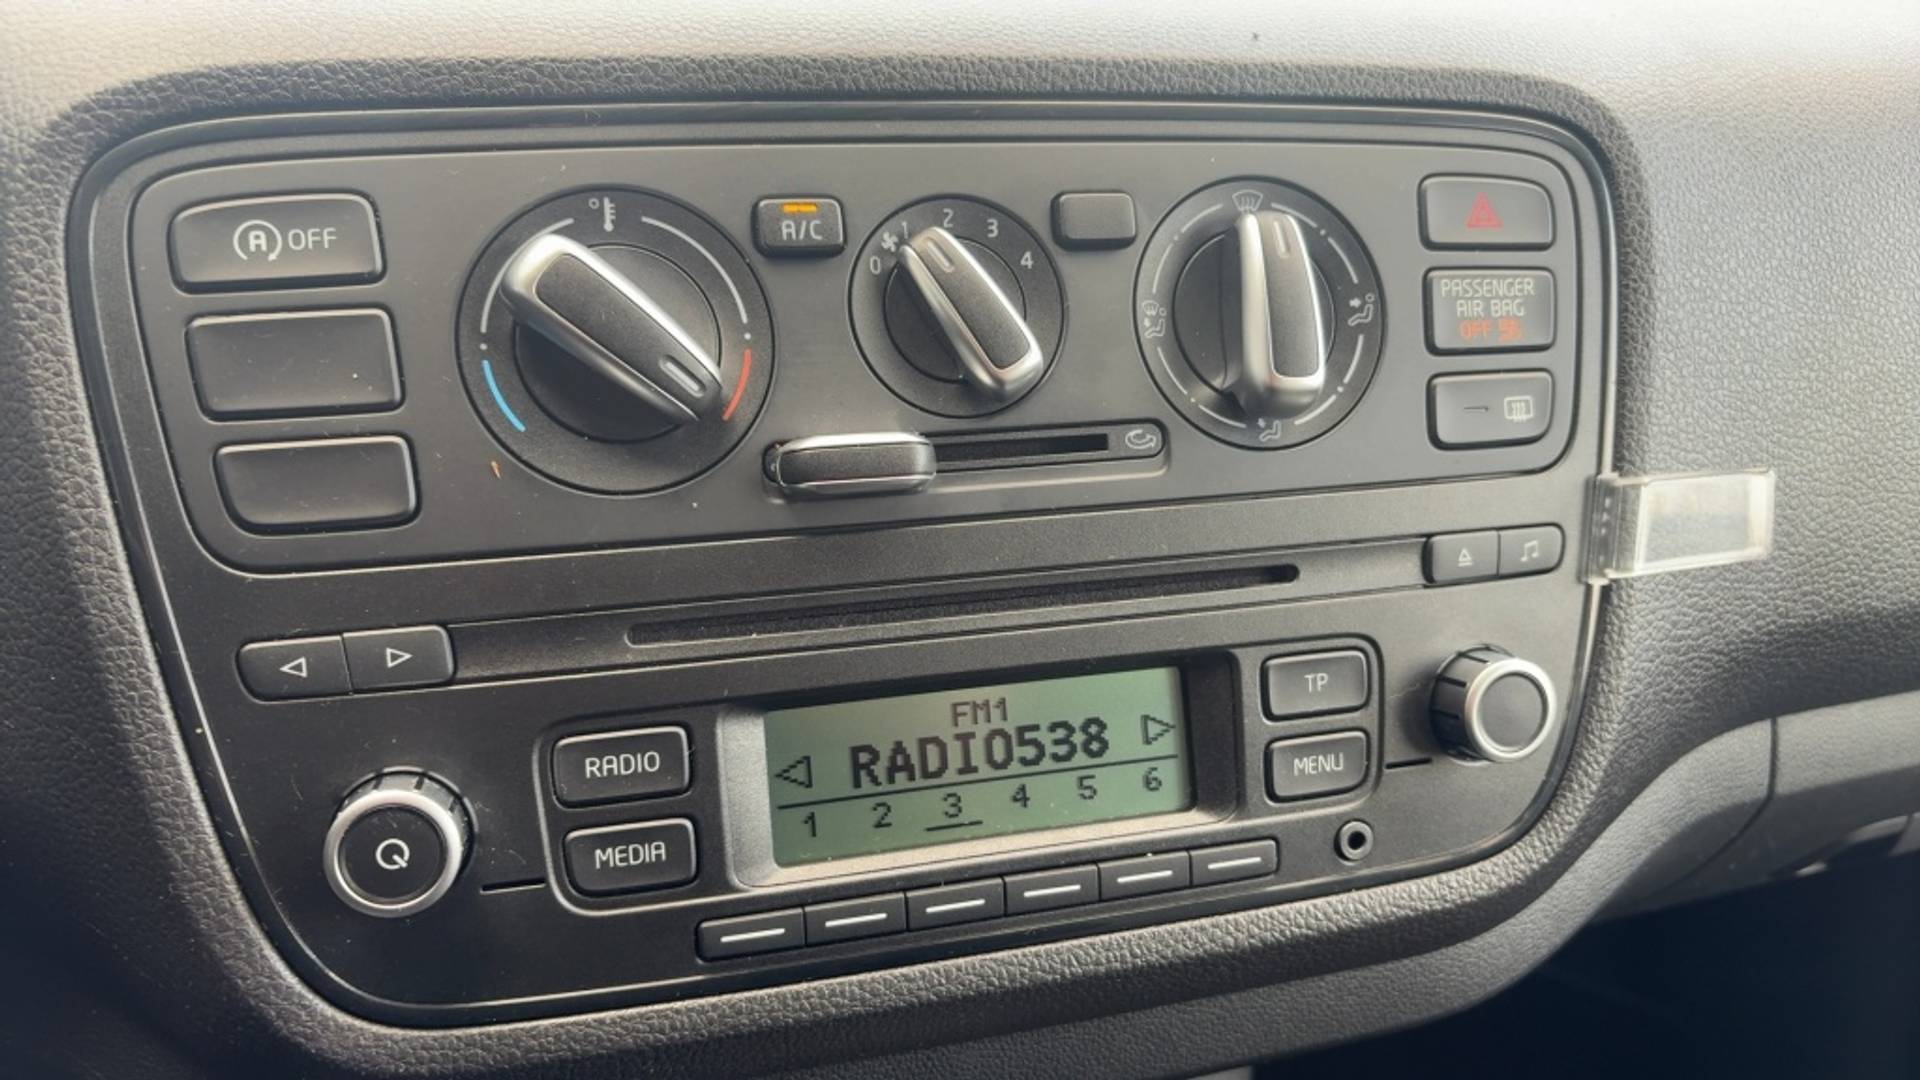 A OFF
A/C
0 1 2 3 4
PASSENGER
AIR BAG
OFF
RADIO
MEDIA
FM1
RADIO538
1 2 3 4 5 6
TP
MENU